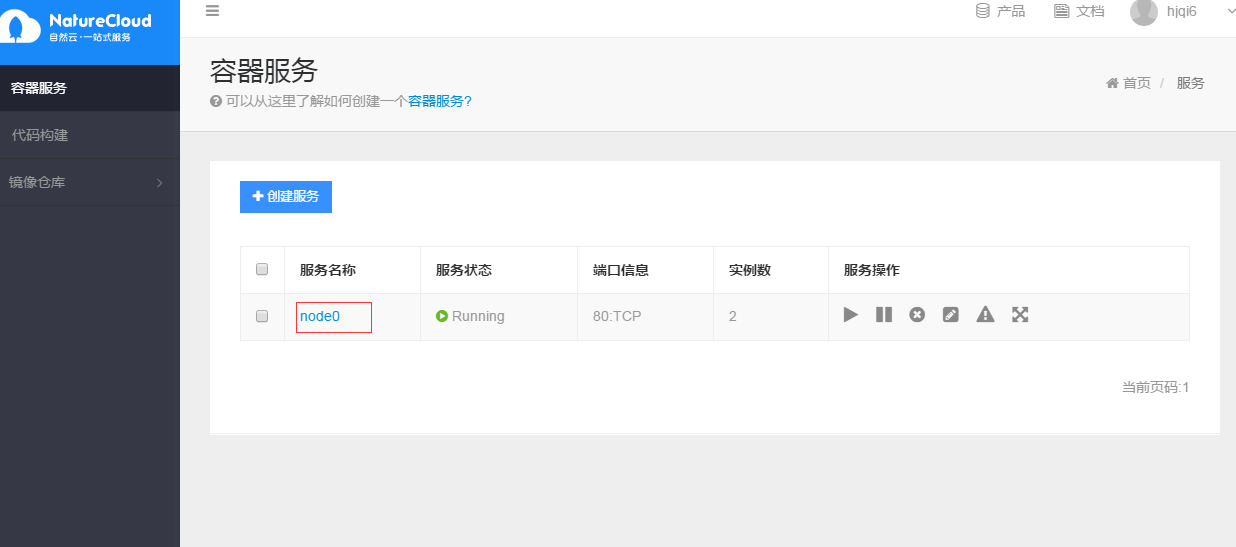 NatureCloud
自然云·一站式服务
产品
文档
hjqi6
容器服务
代码构建
镜像仓库
容器服务
可以从这里了解如何创建一个容器服务?
首页 / 服务
创建服务
服务名称 服务状态 端口信息 实例数 服务操作
node0 Running 80:TCP 2
当前页码:1